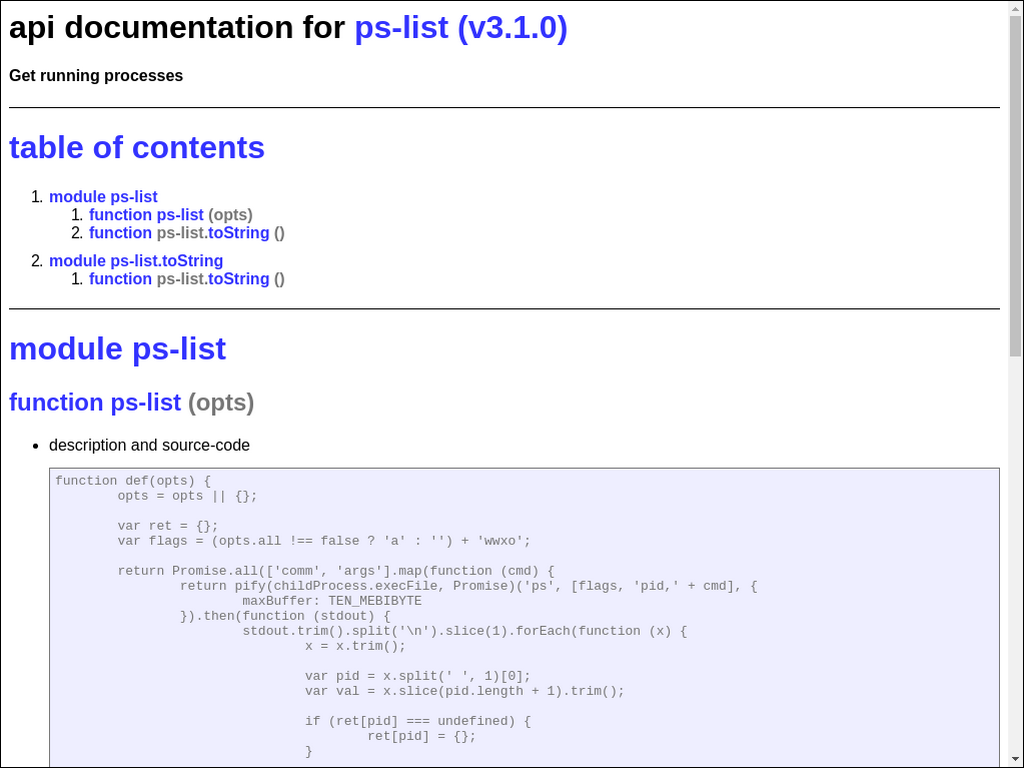 api documentation for ps-list (v3.1.0)
Get running processes
table of contents
1. module ps-list
1. function ps-list (opts)
2. function ps-list.toString ()
2. module ps-list.toString
1. function ps-list.toString ()
module ps-list
function ps-list (opts)
• description and source-code
function def(opts) {
        opts = opts || {};
        var ret = {};
        var flags = (opts.all !== false ? 'a' : '') + 'wwxo';
        return Promise.all(['comm', 'args'].map(function (cmd) {
                return pify(childProcess.execFile, Promise)('ps', [flags, 'pid,' + cmd], {
                        maxBuffer: TEN_MEBIBYTE
                }).then(function (stdout) {
                        stdout.trim().split('\n').slice(1).forEach(function (x) {
                                x = x.trim();
                                var pid = x.split(' ', 1)[0];
                                var val = x.slice(pid.length + 1).trim();
                                if (ret[pid] === undefined) {
                                        ret[pid] = {};
                                }